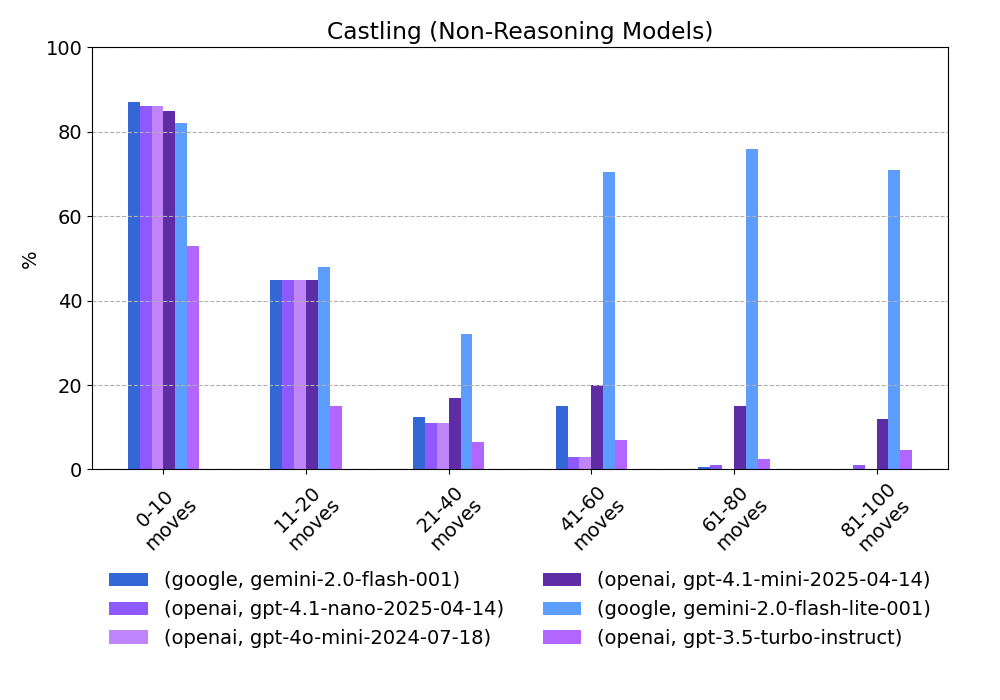 Castling (Non-Reasoning Models)
100
80
60
40
20
0
%
0-10
moves
11-20
moves
21-40
moves
41-60
moves
61-80
moves
81-100
moves
(google, gemini-2.0-flash-001)
(openai, gpt-4.1-nano-2025-04-14)
(openai, gpt-4o-mini-2024-07-18)
(openai, gpt-4.1-mini-2025-04-14)
(google, gemini-2.0-flash-lite-001)
(openai, gpt-3.5-turbo-instruct)